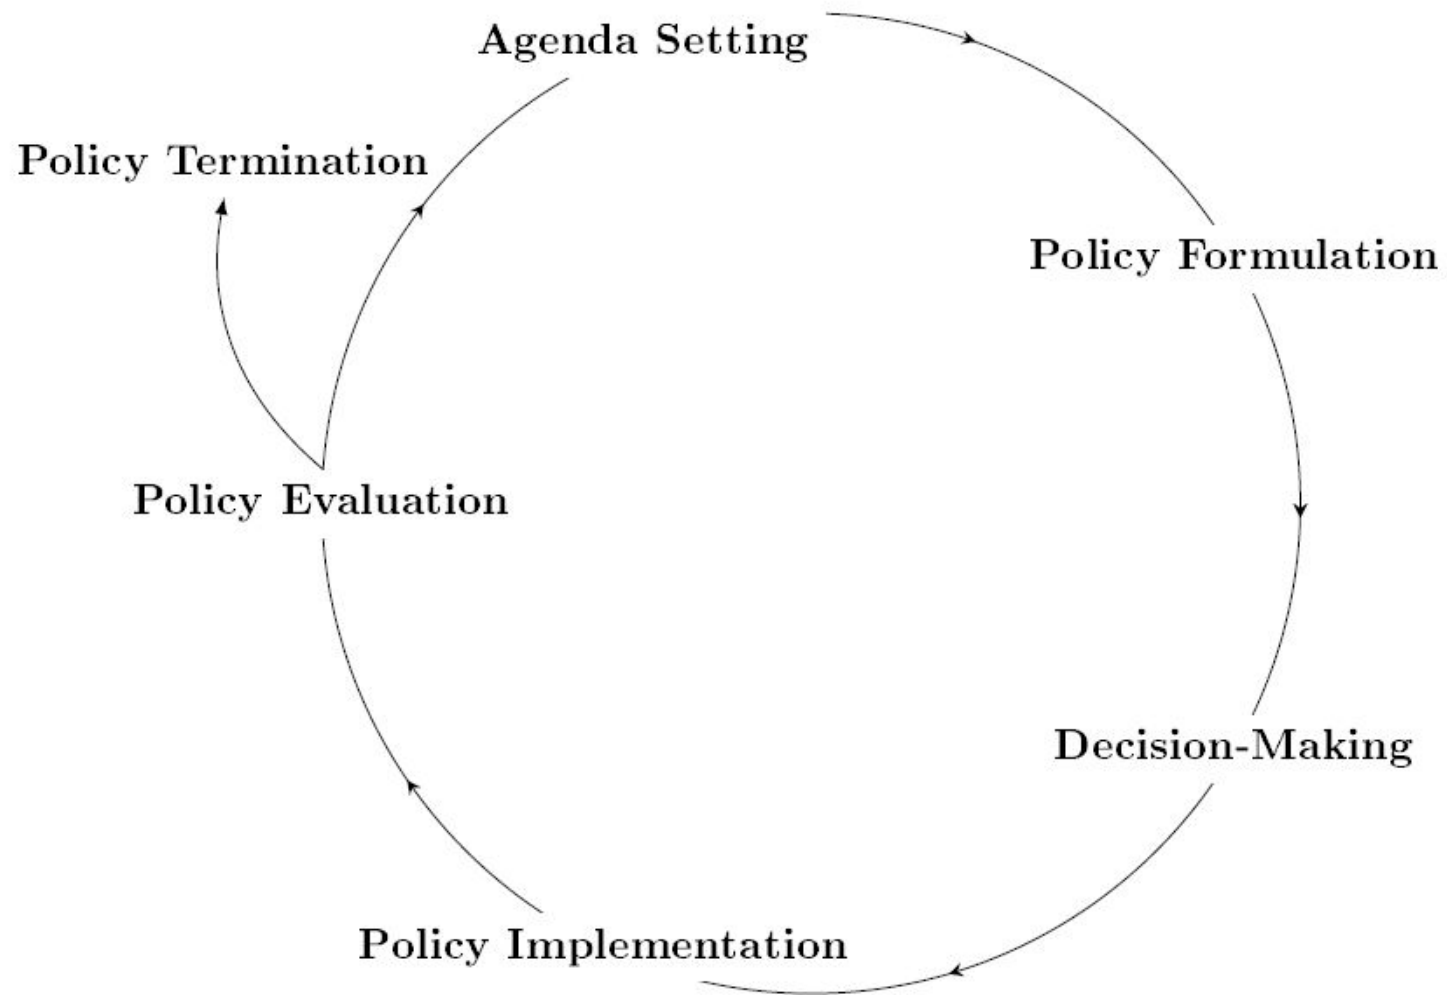 Agenda Setting
Policy Termination
Policy Formulation
Policy Evaluation
Decision-Making
Policy Implementation